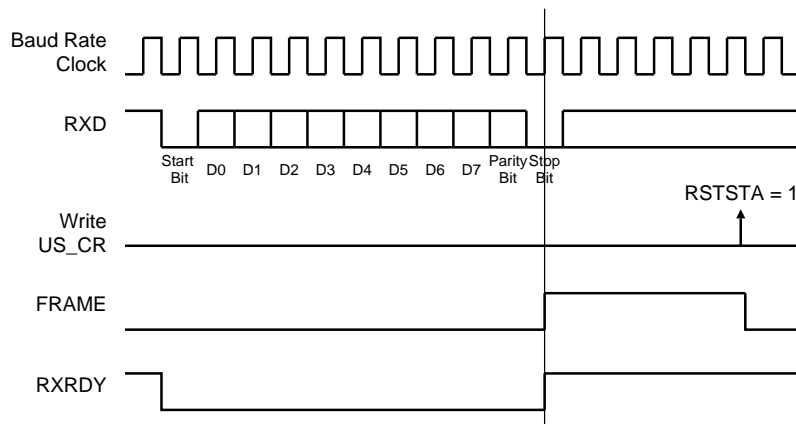 Baud Rate
Clock
RXD
Start
Bit
D0 D1 D2 D3 D4 D5 D6 D7
Parity
Bit
Stop
Bit
RSTSTA = 1
Write
US_CR
FRAME
RXRDY